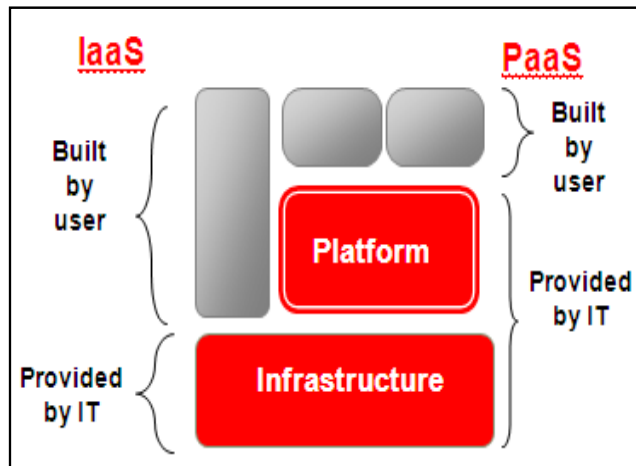 IaaS
PaaS
Built
by
user
Built
by
user
Platform
Provided
by IT
Infrastructure
Provided
by IT